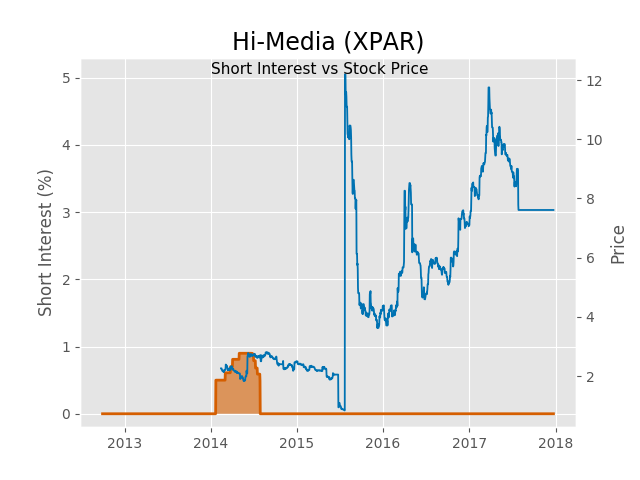 Hi-Media (XPAR)
Short Interest vs Stock Price
Short Interest (%)
5
4
3
2
1
0
12
10
8
6
4
2
Price
2013 2014 2015 2016 2017 2018